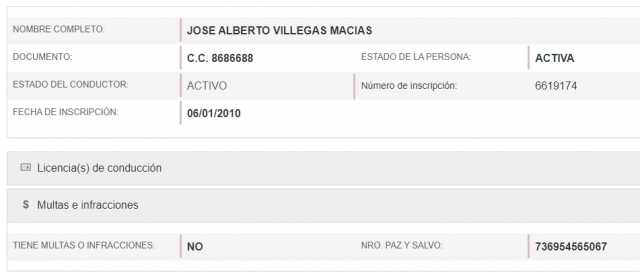 NOMBRE COMPLETO: JOSE ALBERTO VILLEGAS MACIAS
DOCUMENTO: C.C. 8686688 ESTADO DE LA PERSONA: ACTIVA
ESTADO DEL CONDUCTOR: ACTIVO Número de inscripción: 6619174
FECHA DE INSCRIPCIÓN: 06/01/2010
Licencia(s) de conducción
$ Multas e infracciones
TIENE MULTAS O INFRACCIONES: NO NRO. PAZ Y SALVO: 736954565067